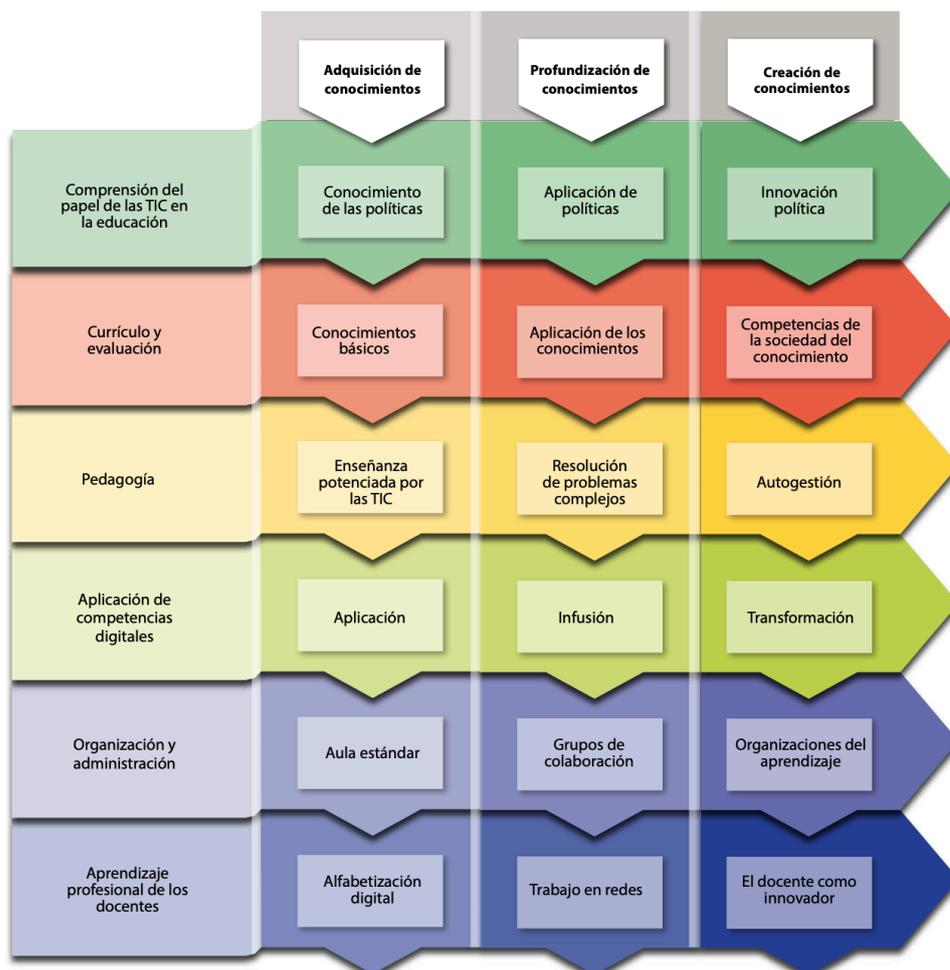 Adquisición de
conocimientos
Profundización de
conocimientos
Creación de
conocimientos
Comprensión del
papel de las TIC en
la educación
Conocimiento
de las políticas
Aplicación de
políticas
Innovación
política
Currículo y
evaluación
Conocimientos
básicos
Aplicación de los
conocimientos
Competencias de
la sociedad del
conocimiento
Pedagogía
Enseñanza
potenciada por
las TIC
Resolución
de problemas
complejos
Autogestión
Aplicación de
competencias
digitales
Aplicación
Infusión
Transformación
Organización y
administración
Aula estándar
Grupos de
colaboración
Organizaciones del
aprendizaje
Aprendizaje
profesional de los
docentes
Alfabetización
digital
Trabajo en redes
El docente como
innovador